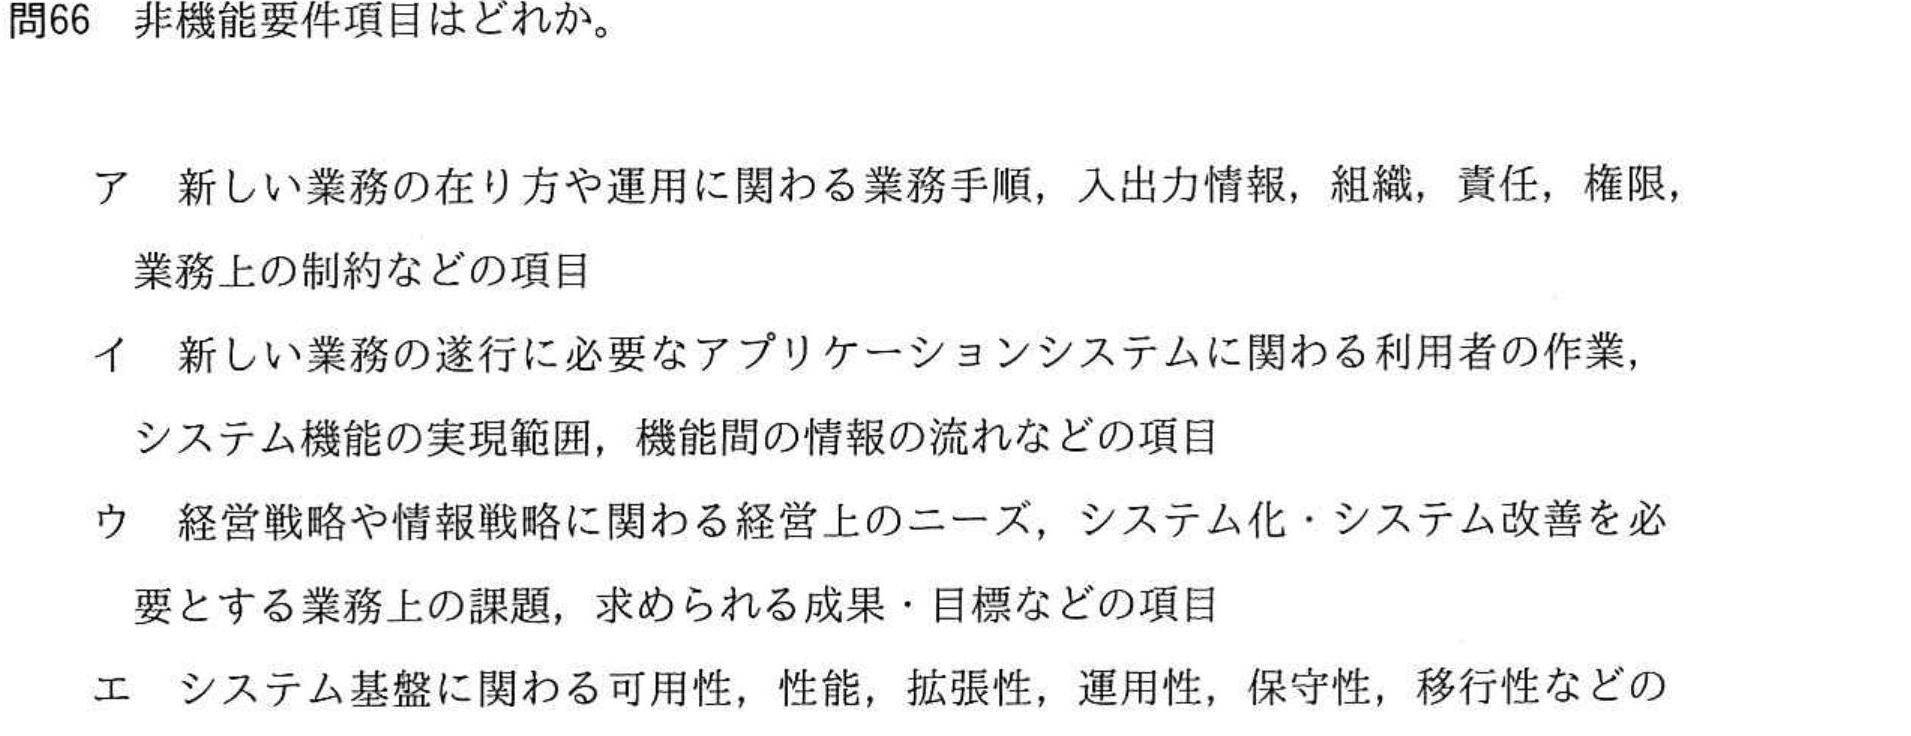 問66 非機能要件項目はどれか。
ア 新しい業務の在り方や運用に関わる業務手順，入出力情報，組織，責任，権限，
業務上の制約などの項目
イ 新しい業務の遂行に必要なアプリケーションシステムに関わる利用者の作業，
システム機能の実現範囲，機能間の情報の流れなどの項目
ウ 経営戦略や情報戦略に関わる経営上のニーズ，システム化・システム改善を必
要とする業務上の課題，求められる成果・目標などの項目
エ システム基盤に関わる可用性，性能，拡張性，運用性，保守性，移行性などの